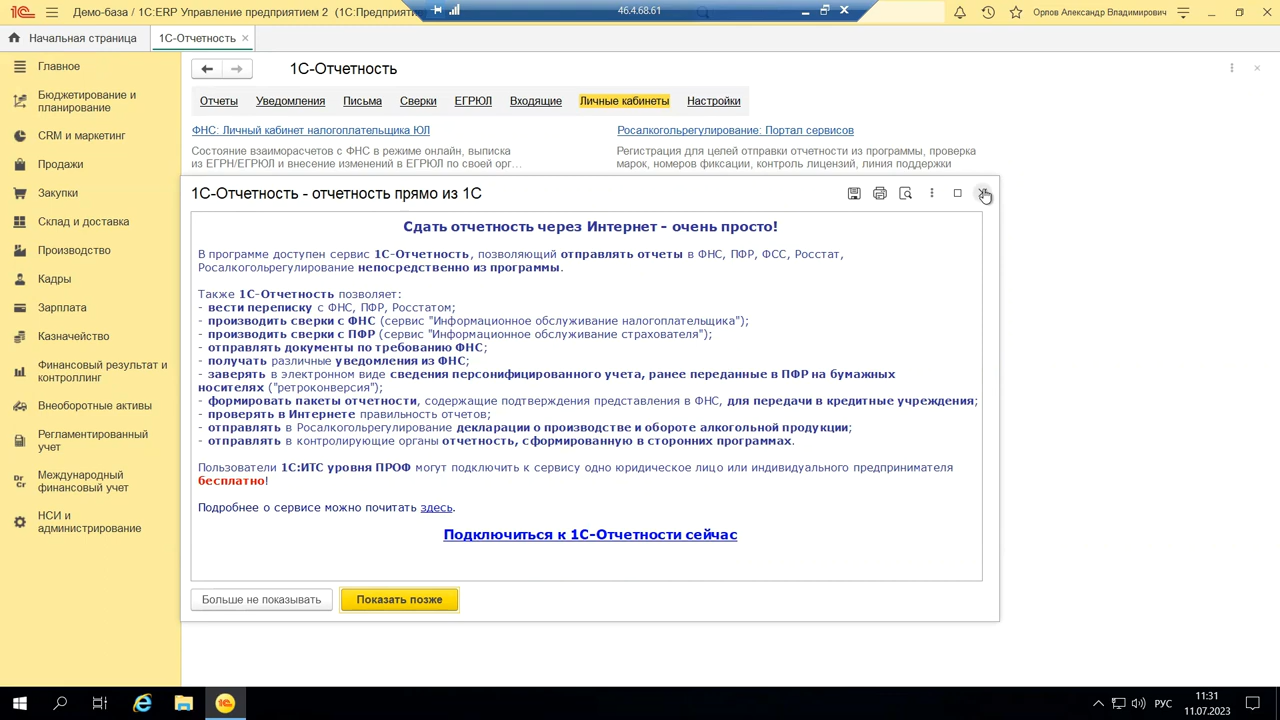 Демо-база / 1С:ERP Управление предприятием 2 (1С:Предприятие
46.4.68.61
Орлов Александр Владимирович
Начальная страница
1С-Отчетность
Главное
Бюджетирование и
планирование
CRM и маркетинг
Продажи
Закупки
Склад и доставка
Производство
Кадры
Зарплата
Казначейство
Финансовый результат и
контроллинг
Внеоборотные активы
Регламентированный
учет
Международный
финансовый учет
НСИ и
администрирование
1С-Отчетность
Отчеты Уведомления Письма Сверки ЕГРЮЛ Входящие Личные кабинеты Настройки
ФНС: Личный кабинет налогоплательщика ЮЛ
Состояние взаиморасчетов с ФНС в режиме онлайн, выписка
из ЕГРН/ЕГРЮЛ и внесение изменений в ЕГРЮЛ по своей орг...
Росалкогольрегулирование: Портал сервисов
Регистрация для целей отправки отчетности из программы, проверка
марок, номеров фиксации, контроль лицензий, линия поддержки
1С-Отчетность - отчетность прямо из 1С
Сдать отчетность через Интернет - очень просто!
В программе доступен сервис 1С-Отчетность, позволяющий отправлять отчеты в ФНС, ПФР, ФСС, Росстат,
Росалкогольрегулирование непосредственно из программы.
Также 1С-Отчетность позволяет:
- вести переписку с ФНС, ПФР, Росстатом;
- производить сверки с ФНС (сервис "Информационное обслуживание налогоплательщика");
- производить сверки с ПФР (сервис "Информационное обслуживание страхователя");
- отправлять документы по требованию ФНС;
- получать различные уведомления из ФНС;
- заверять в электронном виде сведения персонифицированного учета, ранее переданные в ПФР на бумажных
носителях ("ретроконверсия");
- формировать пакеты отчетности, содержащие подтверждения представления в ФНС, для передачи в кредитные учреждения;
- проверять в Интернете правильность отчетов;
- отправлять в Росалкогольрегулирование декларации о производстве и обороте алкогольной продукции;
- отправлять в контролирующие органы отчетность, сформированную в сторонних программах.
Пользователи 1С:ИТС уровня ПРОФ могут подключить к сервису одно юридическое лицо или индивидуального предпринимателя
бесплатно!
Подробнее о сервисе можно почитать здесь.
Подключиться к 1С-Отчетности сейчас
Больше не показывать
Показать позже
РУС
11:31
11.07.2023